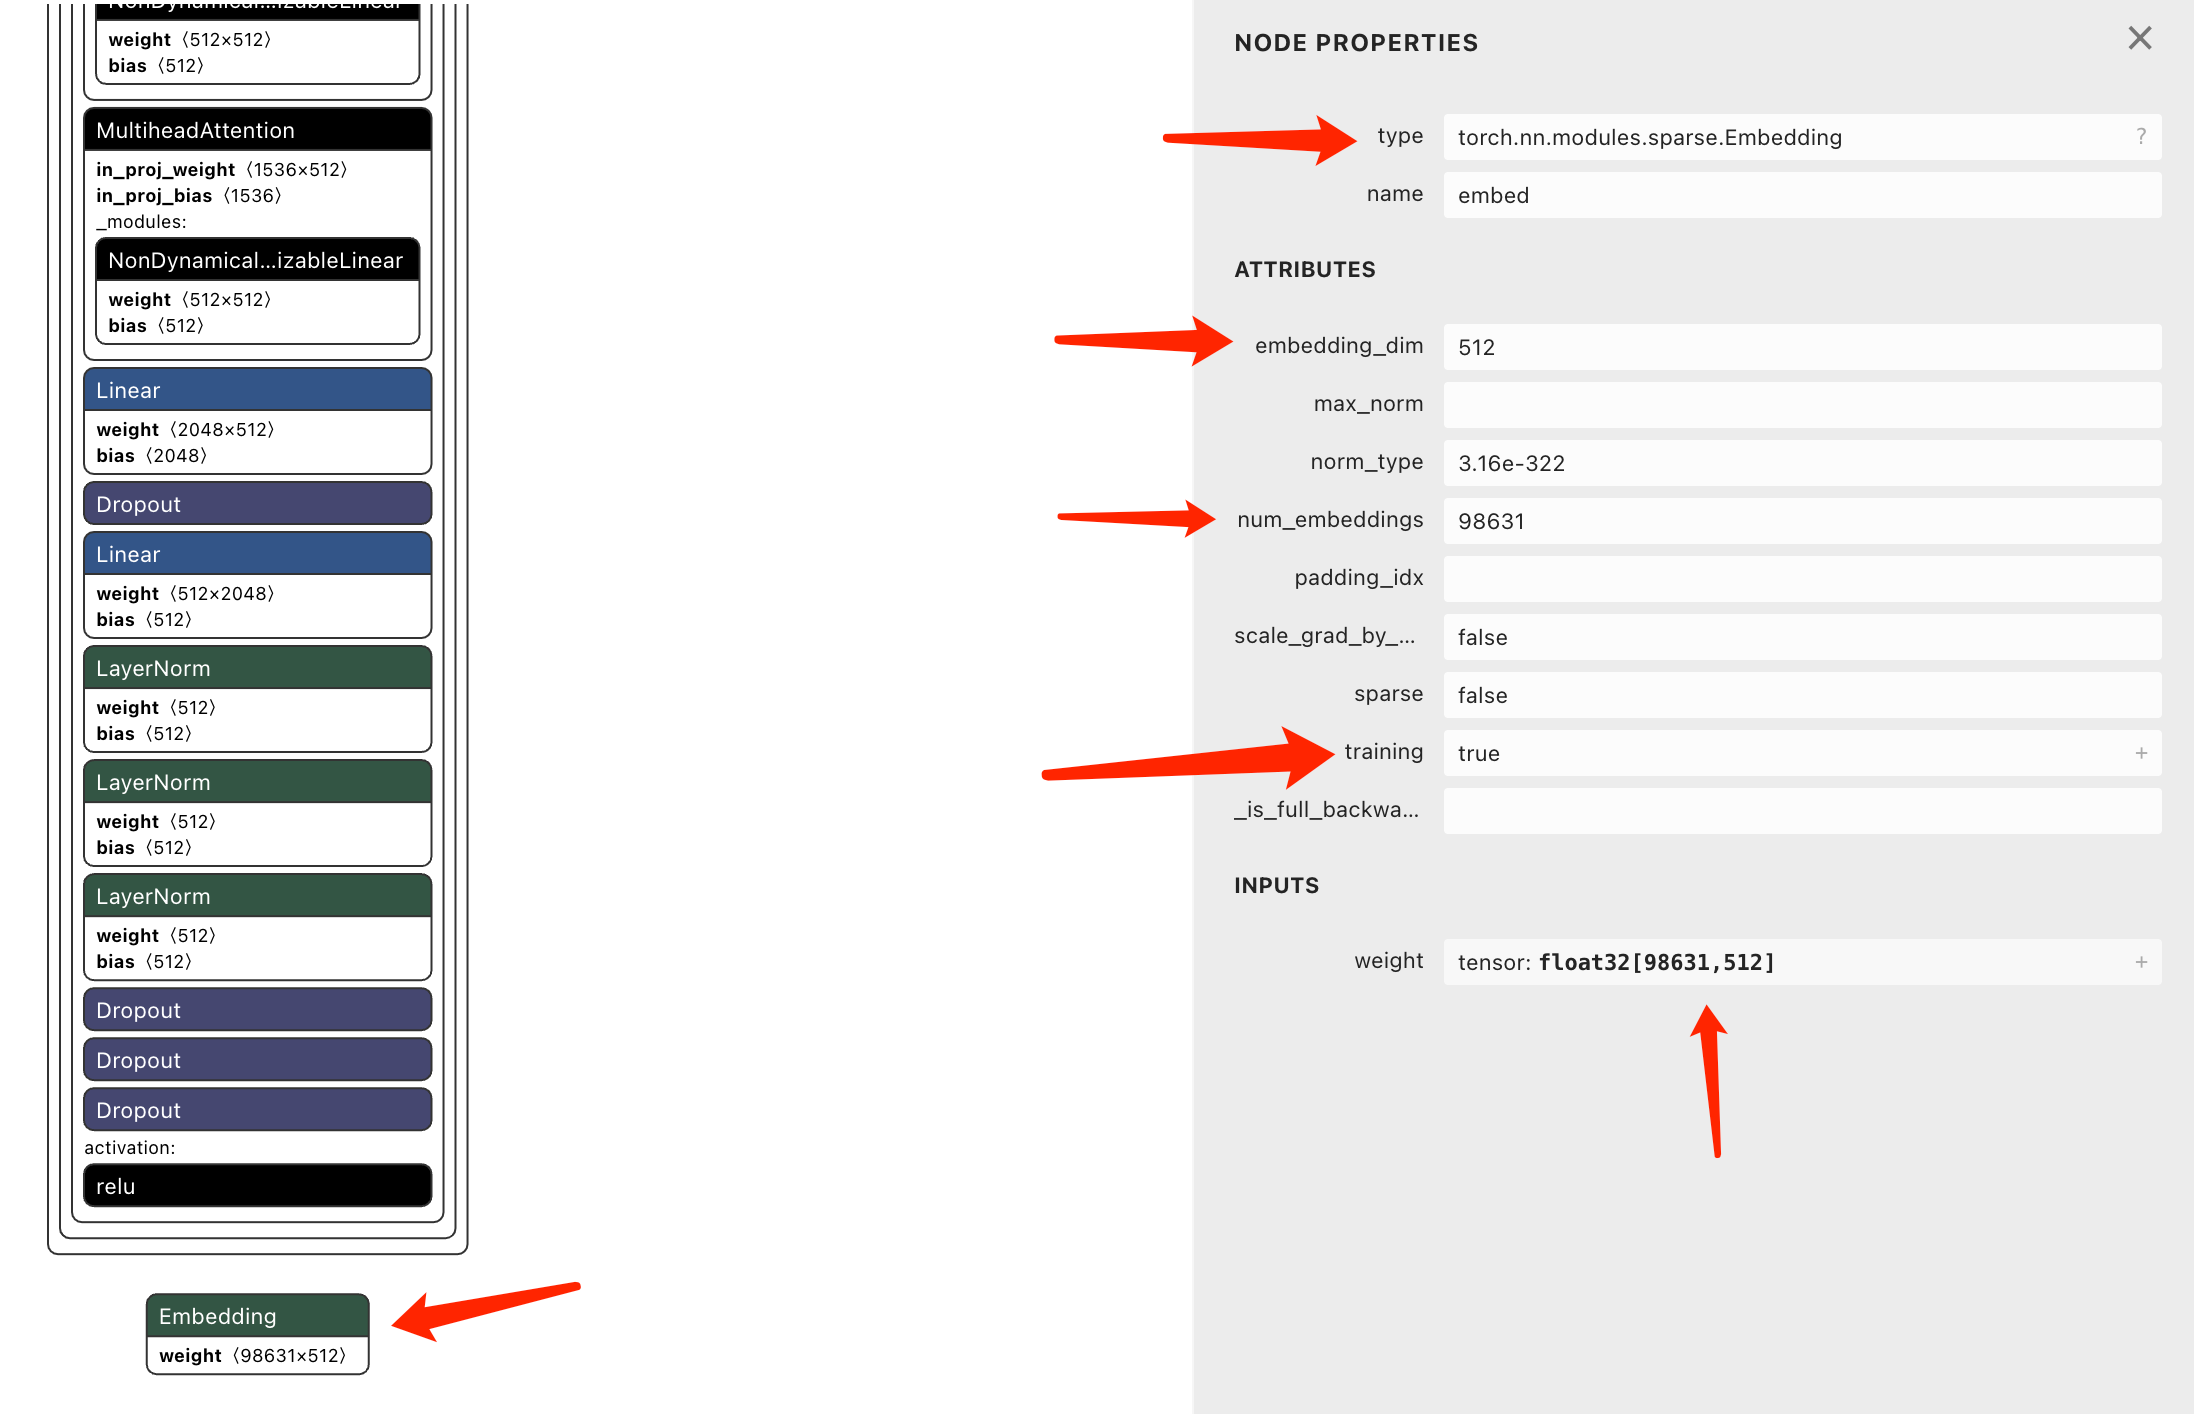 NonDynamical...izableLinear
weight ⟨512×512⟩
bias ⟨512⟩
MultiheadAttention
in_proj_weight ⟨1536×512⟩
in_proj_bias ⟨1536⟩
_modules:
NonDynamical...izableLinear
weight ⟨512×512⟩
bias ⟨512⟩
Linear
weight ⟨2048×512⟩
bias ⟨2048⟩
Dropout
Linear
weight ⟨512×2048⟩
bias ⟨512⟩
LayerNorm
weight ⟨512⟩
bias ⟨512⟩
LayerNorm
weight ⟨512⟩
bias ⟨512⟩
LayerNorm
weight ⟨512⟩
bias ⟨512⟩
Dropout
Dropout
Dropout
activation:
relu
Embedding
weight ⟨98631×512⟩
NODE PROPERTIES ×
type torch.nn.modules.sparse.Embedding ?
name embed
ATTRIBUTES
embedding_dim 512
max_norm
norm_type 3.16e-322
num_embeddings 98631
padding_idx
scale_grad_by_... false
sparse false
training true +
_is_full_backwa...
INPUTS
weight tensor: float32[98631,512] +